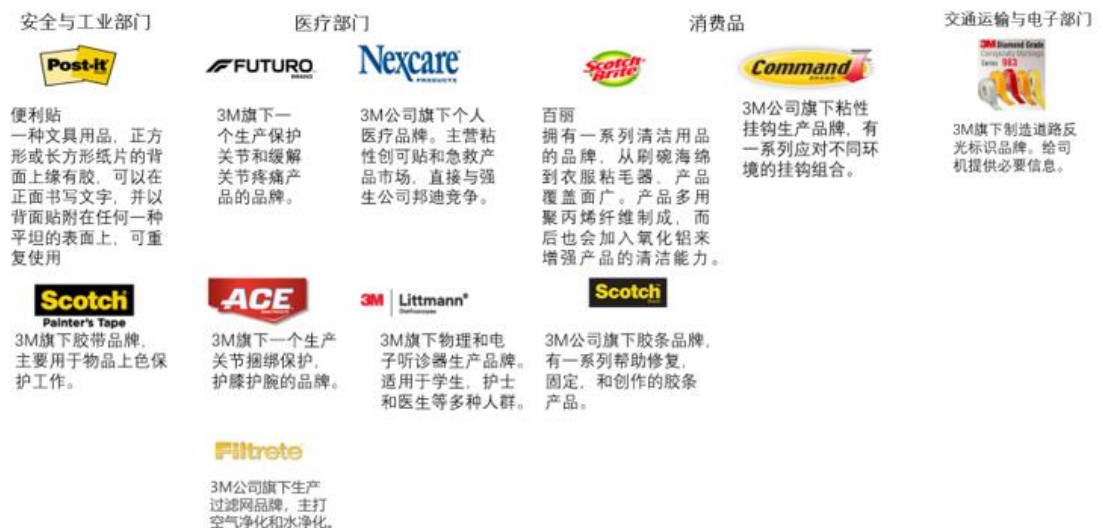 安全与工业部门
医疗部门
消费品
交通运输与电子部门
Post-it
便利贴
一种文具用品，正方
形或长方形纸片的背
面上缘有胶，可以在
正面书写文字，并以
背面贴附在任何一种
平坦的表面上，可重
复使用
FUTURO
BRAND
3M旗下一
个生产保护
关节和缓解
关节疼痛产
品的品牌。
Nexcare
PRODUCTS
3M公司旗下个人
医疗品牌。主营粘
性创可贴和急救产
品市场，直接与强
生公司邦迪竞争。
Scotch-
Brite
百丽
拥有一系列清洁用品
的品牌，从刷碗海绵
到衣服粘毛器，产品
覆盖面广。产品多用
聚丙烯纤维制成，而
后也会加入氧化铝来
增强产品的清洁能力。
Command
BRAND
3M公司旗下粘性
挂钩生产品牌，有
一系列应对不同环
境的挂钩组合。
3M Diamond Grade
Conspicuity Markings
Series 983
3M旗下制造道路反
光标识品牌。给司
机提供必要信息。
Scotch
Painter's Tape
3M旗下胶带品牌，
主要用于物品上色保
护工作。
ACE
3M旗下一个生产
关节捆绑保护，
护膝护腕的品牌。
3M Littmann
Stethoscopes
3M旗下物理和电
子听诊器生产品牌。
适用于学生，护士
和医生等多种人群。
Scotch
3M公司旗下胶条品牌，
有一系列帮助修复，
固定，和创作的胶条
产品。
Filtrete
3M公司旗下生产
过滤网品牌，主打
空气净化和水净化。